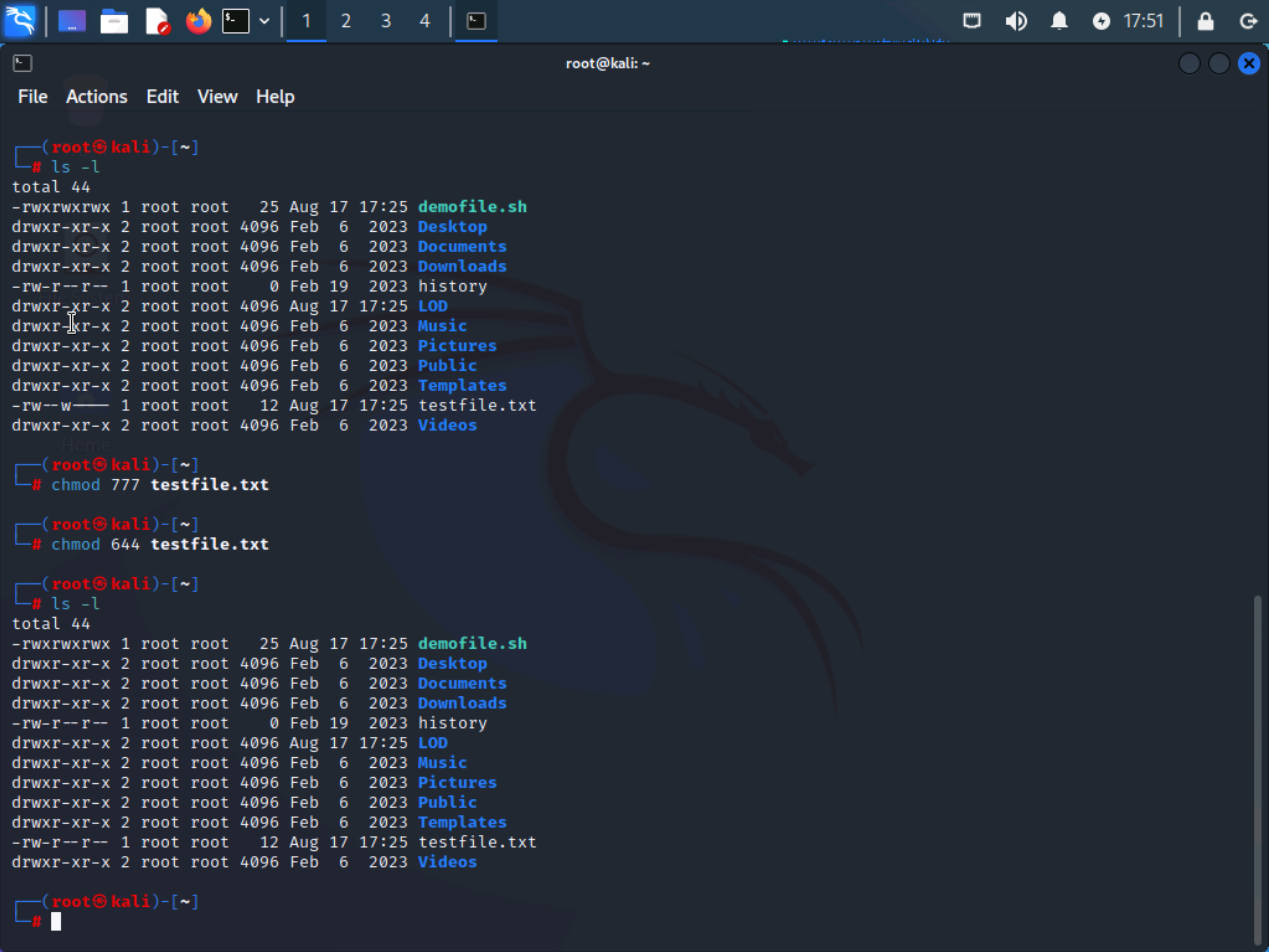 1 2 3 4 17:51
root@kali: ~
File Actions Edit View Help
┌──(root㉿kali)-[~]
└─# ls -l
total 44
-rwxrwxrwx 1 root root   25 Aug 17 17:25 demofile.sh
drwxr-xr-x 2 root root 4096 Feb  6  2023 Desktop
drwxr-xr-x 2 root root 4096 Feb  6  2023 Documents
drwxr-xr-x 2 root root 4096 Feb  6  2023 Downloads
-rw-r--r-- 1 root root    0 Feb 19  2023 history
drwxr-xr-x 2 root root 4096 Aug 17 17:25 LOD
drwxr-xr-x 2 root root 4096 Feb  6  2023 Music
drwxr-xr-x 2 root root 4096 Feb  6  2023 Pictures
drwxr-xr-x 2 root root 4096 Feb  6  2023 Public
drwxr-xr-x 2 root root 4096 Feb  6  2023 Templates
-rw--w---- 1 root root   12 Aug 17 17:25 testfile.txt
drwxr-xr-x 2 root root 4096 Feb  6  2023 Videos
Home
┌──(root㉿kali)-[~]
└─# chmod 777 testfile.txt
┌──(root㉿kali)-[~]
└─# chmod 644 testfile.txt
┌──(root㉿kali)-[~]
└─# ls -l
total 44
-rwxrwxrwx 1 root root   25 Aug 17 17:25 demofile.sh
drwxr-xr-x 2 root root 4096 Feb  6  2023 Desktop
drwxr-xr-x 2 root root 4096 Feb  6  2023 Documents
drwxr-xr-x 2 root root 4096 Feb  6  2023 Downloads
-rw-r--r-- 1 root root    0 Feb 19  2023 history
drwxr-xr-x 2 root root 4096 Aug 17 17:25 LOD
drwxr-xr-x 2 root root 4096 Feb  6  2023 Music
drwxr-xr-x 2 root root 4096 Feb  6  2023 Pictures
drwxr-xr-x 2 root root 4096 Feb  6  2023 Public
drwxr-xr-x 2 root root 4096 Feb  6  2023 Templates
-rw-r--r-- 1 root root   12 Aug 17 17:25 testfile.txt
drwxr-xr-x 2 root root 4096 Feb  6  2023 Videos
┌──(root㉿kali)-[~]
└─#